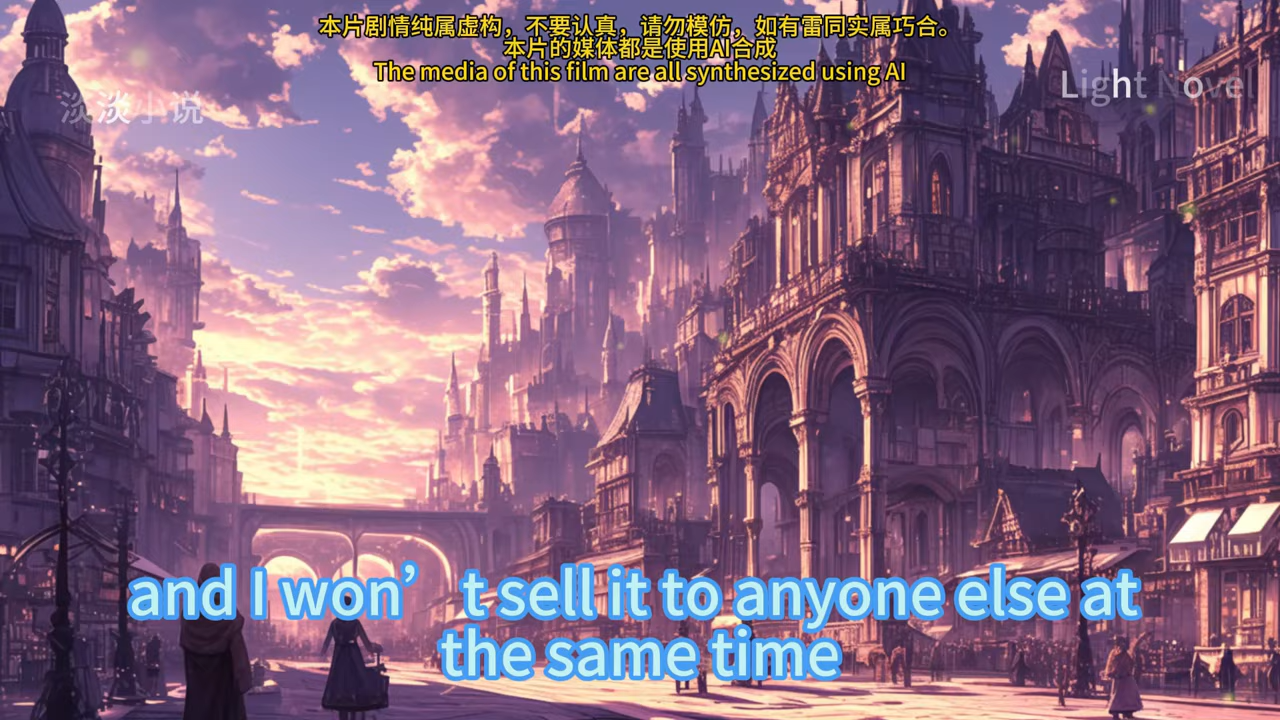 本片剧情纯属虚构，不要认真，请勿模仿，如有雷同实属巧合。
本片的媒体都是使用AI合成
The media of this film are all synthesized using AI
淡淡小说
Light Novel
and I won’t sell it to anyone else at
the same time